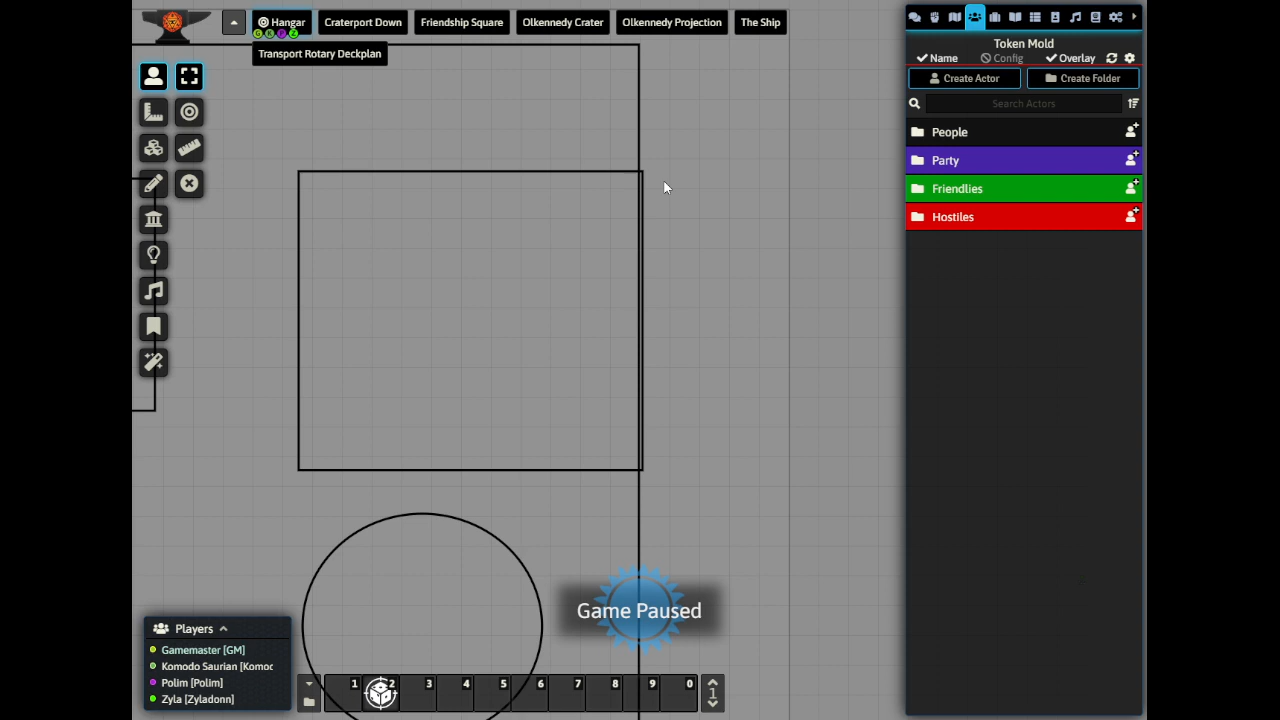 Hangar
Craterport Down
Friendship Square
Olkennedy Crater
Olkennedy Projection
The Ship
G K P Z
Transport Rotary Deckplan
Token Mold
Name
Config
Overlay
Create Actor
Create Folder
Search Actors
People
Party
Friendlies
Hostiles
Game Paused
Players
Gamemaster [GM]
Komodo Saurian [Komoc
Polim [Polim]
Zyla [Zyladonn]
1 2 3 4 5 6 7 8 9 0
1